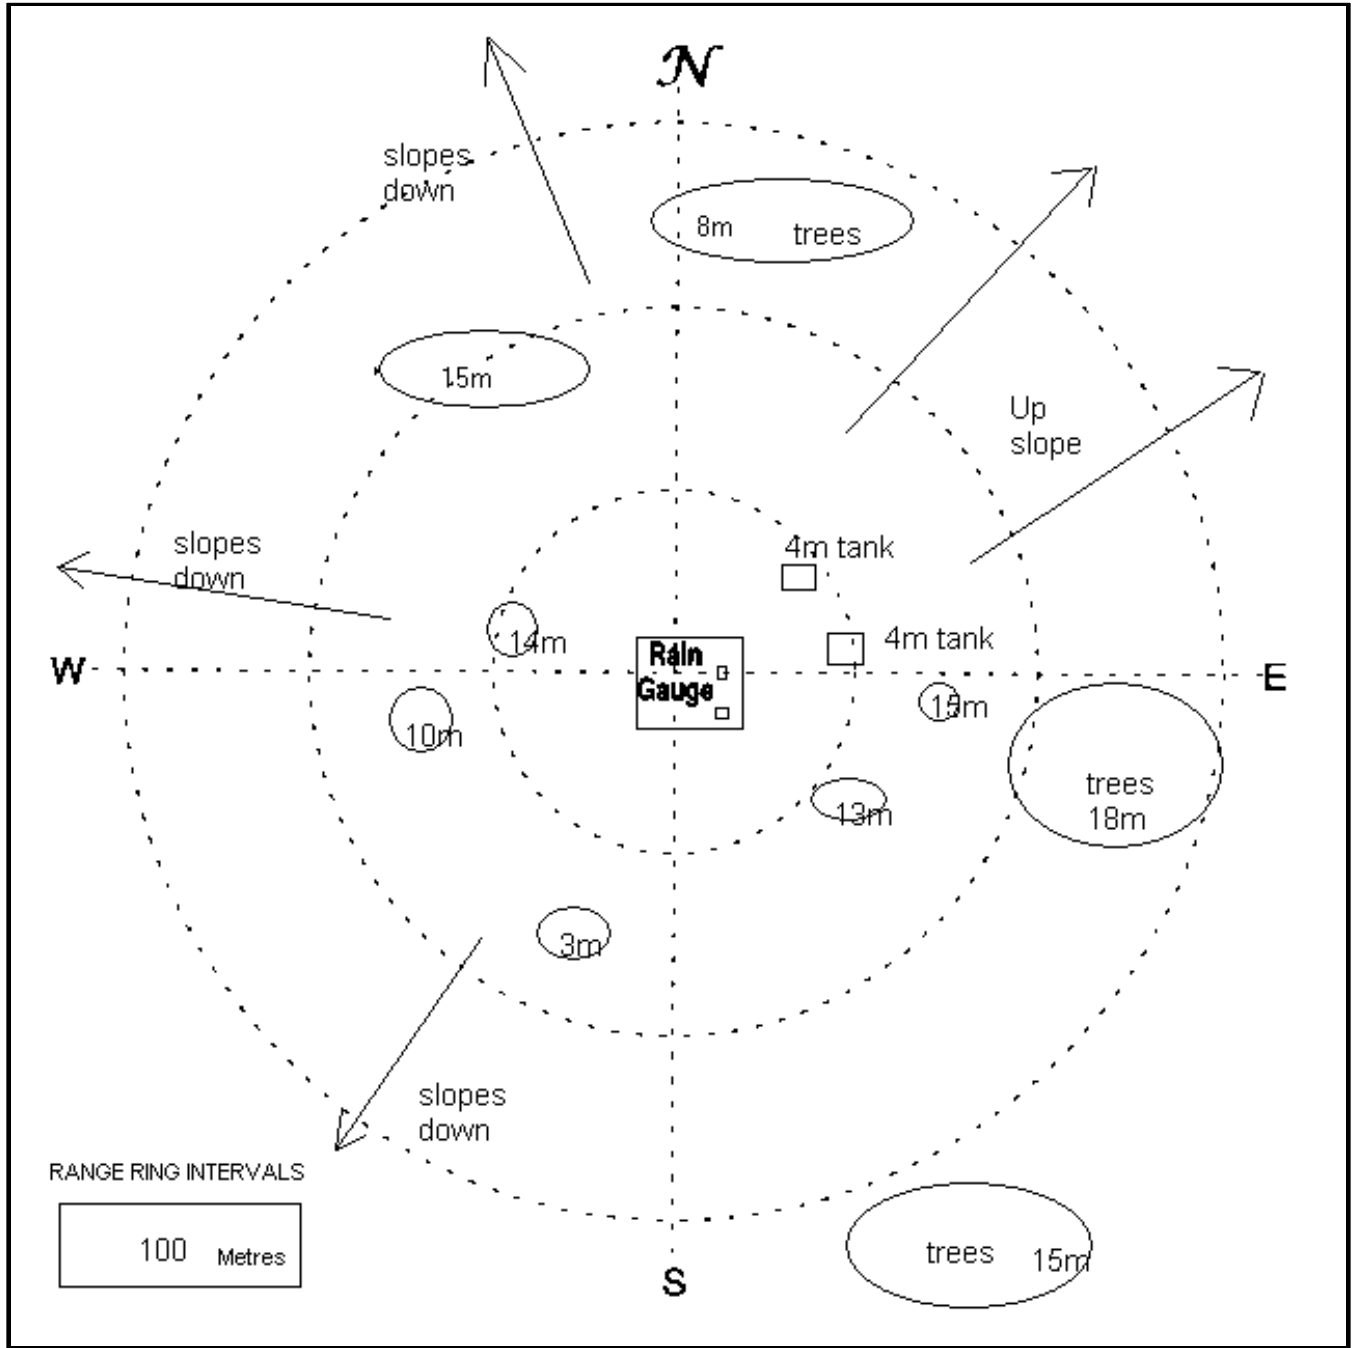 N
slopes
down
8m trees
15m
Up
slope
slopes
down
4m tank
14m
Rain
Gauge
4m tank
W
E
10m
15m
trees
18m
13m
3m
slopes
down
RANGE RING INTERVALS
100 Metres
trees 15m
S